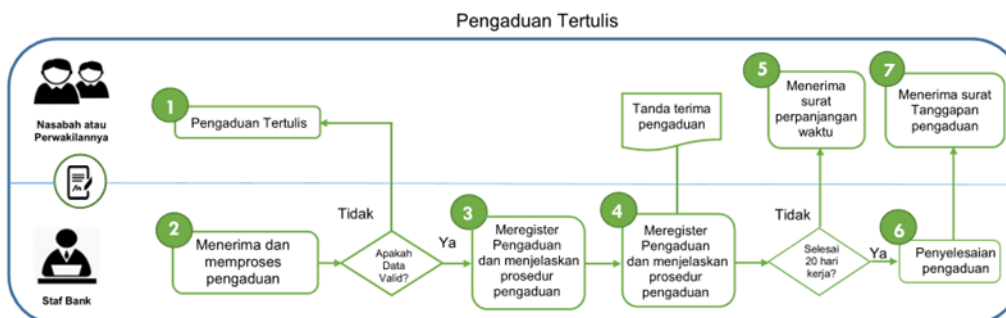 Pengaduan Tertulis
Nasabah atau
Perwakilannya
1
Pengaduan Tertulis
Tanda terima
pengaduan
5
Menerima
surat
perpanjangan
waktu
7
Menerima surat
Tanggapan
pengaduan
Staf Bank
2
Menerima dan
memproses
pengaduan
Tidak
Apakah
Data
Valid?
Ya
3
Meregister
Pengaduan
dan menjelaskan
prosedur
pengaduan
4
Meregister
Pengaduan
dan menjelaskan
prosedur
pengaduan
Tidak
Selesai
20 hari
kerja?
Ya
6
Penyelesaian
pengaduan